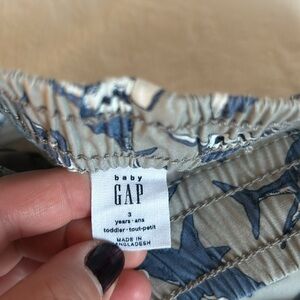 baby
GAP
3
years·ans
toddler·tout-petit
MADE IN
BANGLADESH